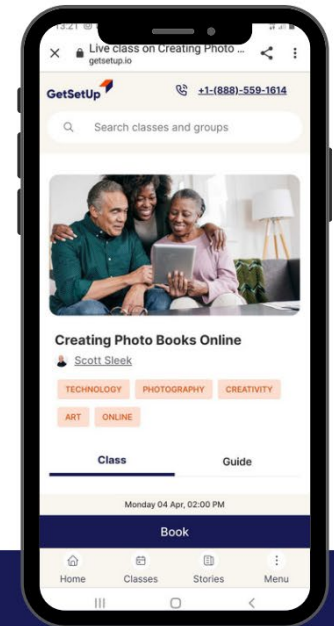 13:21
Live class on Creating Photo ...
getsetup.io
GetSetUp
+1-(888)-559-1614
Search classes and groups
Creating Photo Books Online
Scott Sleek
TECHNOLOGY PHOTOGRAPHY CREATIVITY
ART ONLINE
Class Guide
Monday 04 Apr, 02:00 PM
Book
Home Classes Stories Menu